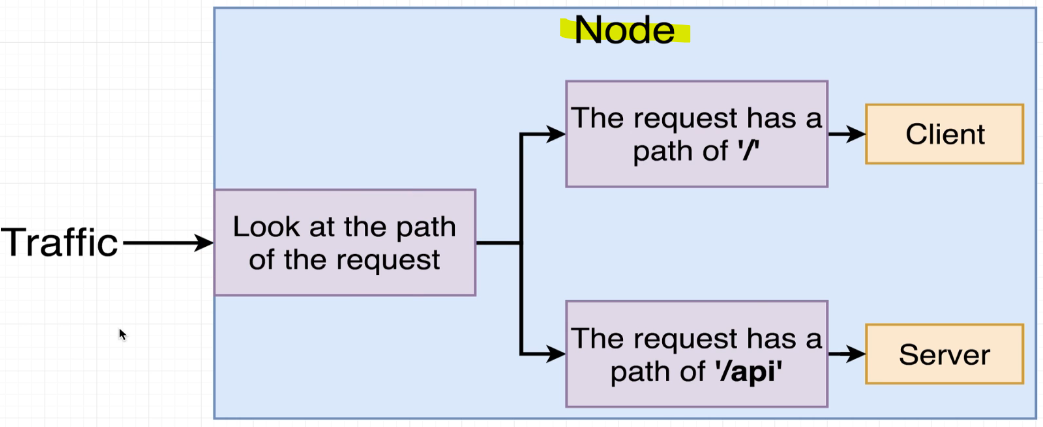 Node
Traffic
Look at the path
of the request
The request has a
path of '/'
Client
The request has a
path of '/api'
Server